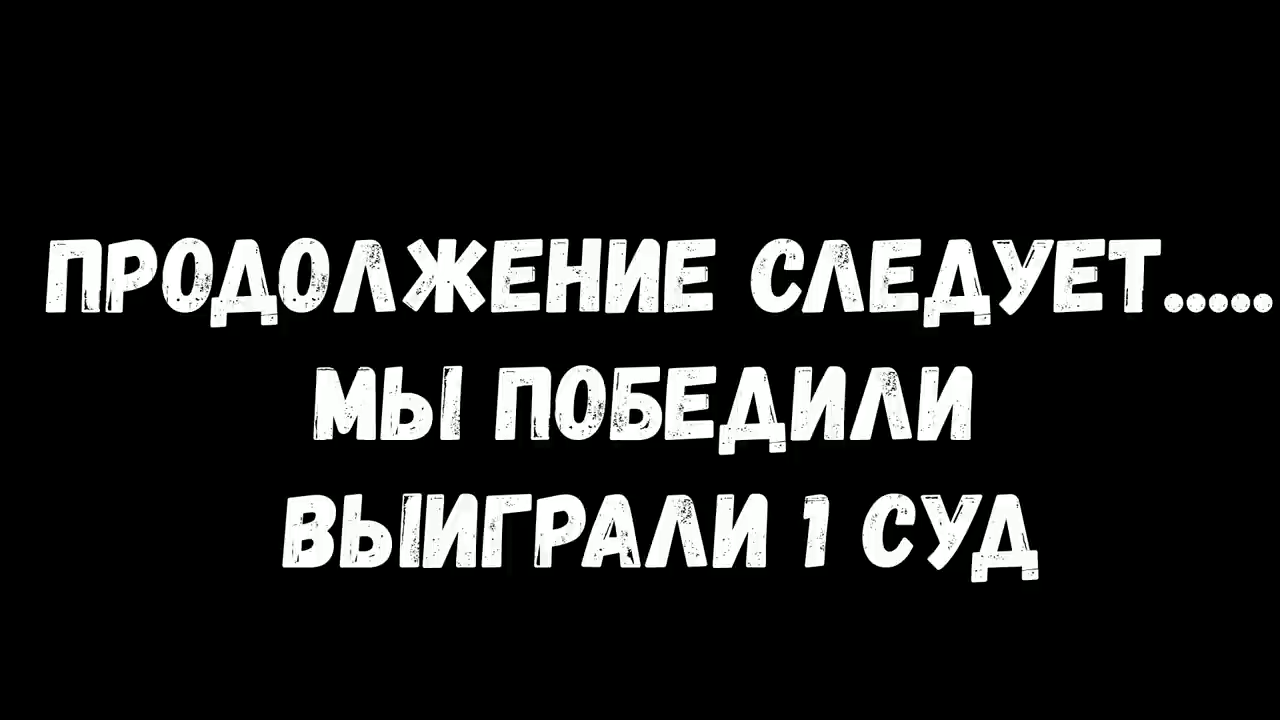 ПРОДОЛЖЕНИЕ СЛЕДУЕТ.....
МЫ ПОБЕДИЛИ
ВЫИГРАЛИ 1 СУД